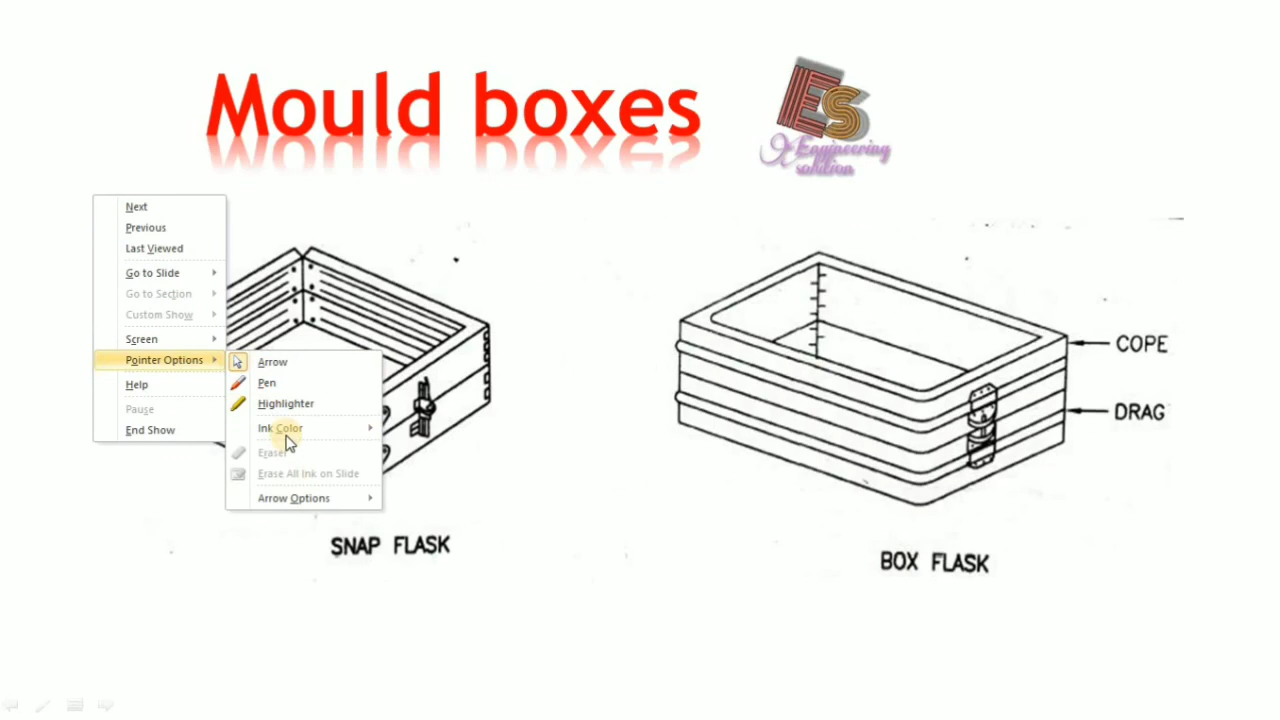 Mould boxes
ES
Engineering
solution
Next
Previous
Last Viewed
Go to Slide
Go to Section
Custom Show
Screen
Pointer Options
Help
Pause
End Show
Arrow
Pen
Highlighter
Ink Color
Eraser
Erase All Ink on Slide
Arrow Options
COPE
DRAG
SNAP FLASK
BOX FLASK